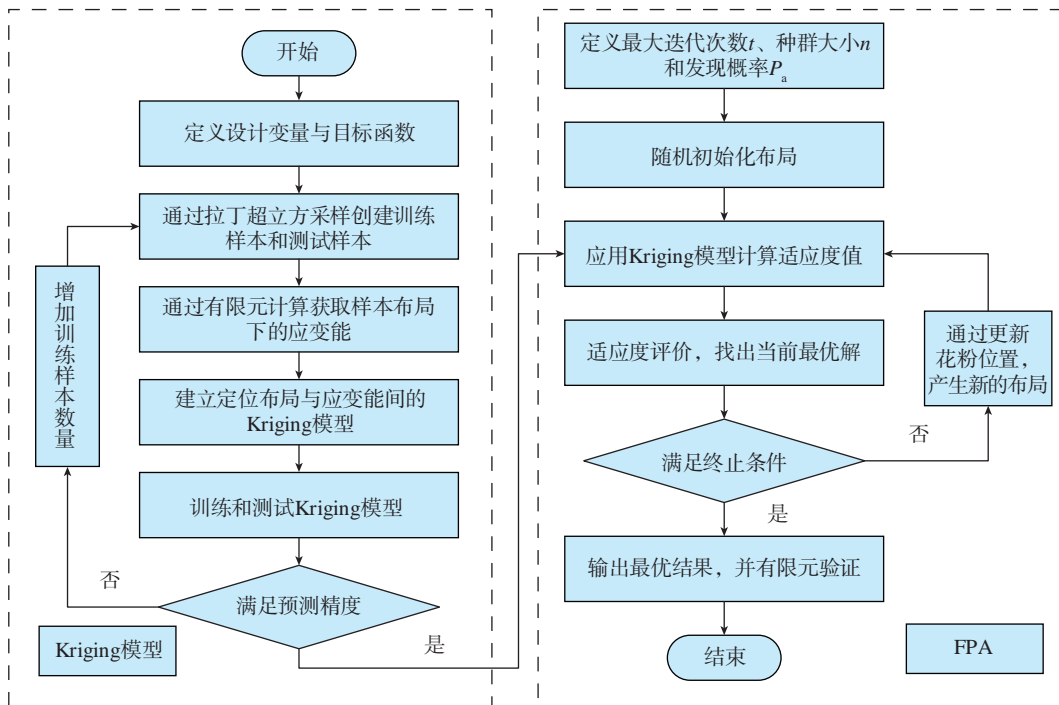 开始
定义设计变量与目标函数
通过拉丁超立方采样创建训练
样本和测试样本
通过有限元计算获取样本布局
下的应变能
建立定位布局与应变能间的
Kriging模型
训练和测试Kriging模型
满足预测精度
否
是
增加训练样本数量
Kriging模型
定义最大迭代次数t、种群大小n
和发现概率Pa
随机初始化布局
应用Kriging模型计算适应度值
适应度评价，找出当前最优解
满足终止条件
否
是
通过更新
花粉位置，
产生新的布局
输出最优结果，并有限元验证
结束
FPA